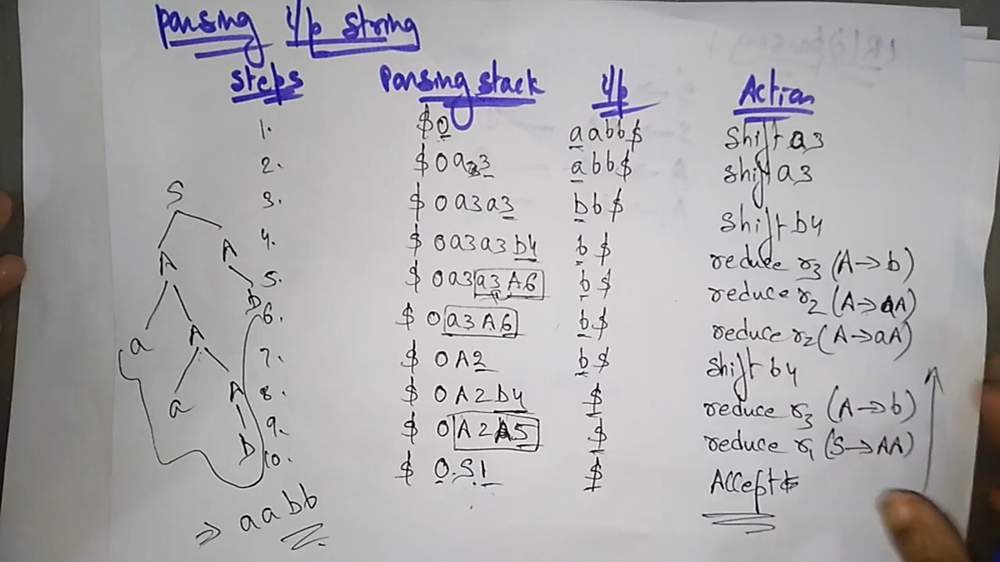 Parsing i/p string
Steps Parsing stack i/p Action
1. $0 aabb$ Shift a3
2. $0a3 abb$ shift a3
3. $0a3a3 bb$ Shift b4
4. $0a3a3b4 b$ reduce r3 (A→b)
5. $0a3a3A6 b$ reduce r2 (A→aA)
6. $0a3A6 b$ reduce r2 (A→aA)
7. $0A2 b$ Shift b4
8. $0A2b4 $ reduce r3 (A→b)
9. $0A2A5 $ reduce r1 (S→AA)
10. $0S1 $ Accept
S
A A
b
a A
a A
b
⇒ aabb